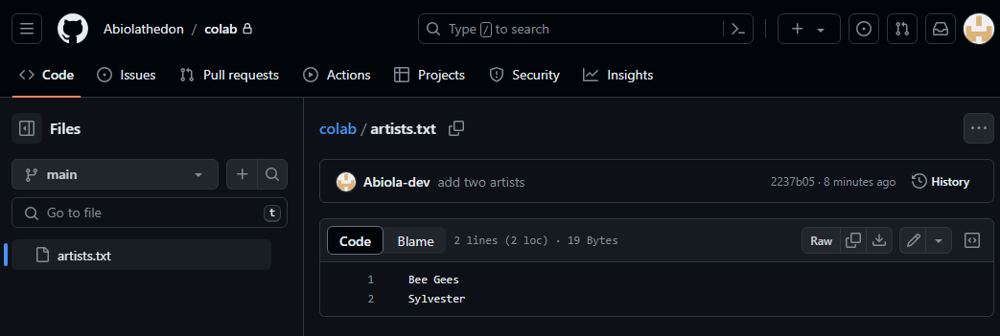 Abiolathedon / colab
Type / to search
Code
Issues
Pull requests
Actions
Projects
Security
Insights
Files
main
Go to file
t
artists.txt
colab / artists.txt
Abiola-dev add two artists
2237b05 · 8 minutes ago
History
Code
Blame
2 lines (2 loc) · 19 Bytes
Raw
1 Bee Gees
2 Sylvester